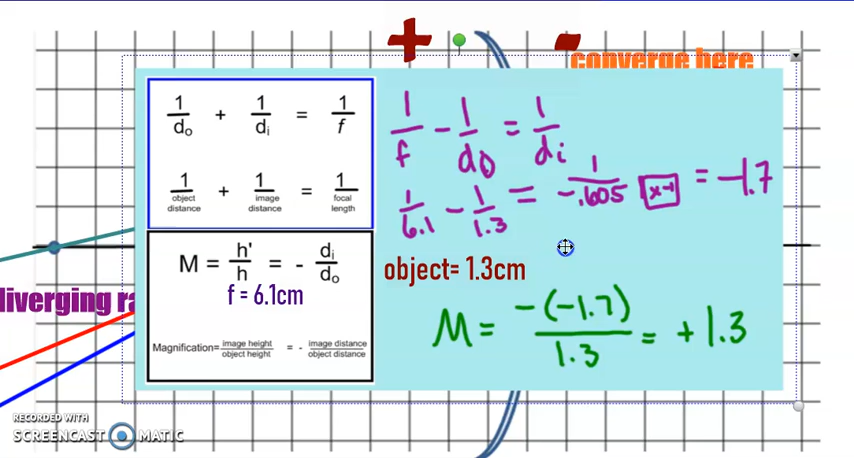 + -
converge here
1/do + 1/di = 1/f
1/object distance + 1/image distance = 1/focal length
1/f - 1/do = 1/di
1/6.1 - 1/1.3 = 1/-.605 x-1 = -1.7
M = h'/h = - di/do
f = 6.1cm
object= 1.3cm
diverging ra
M = -(-1.7)/1.3 = +1.3
Magnification= image height/object height = - image distance/object distance
RECORDED WITH
SCREENCAST MATIC